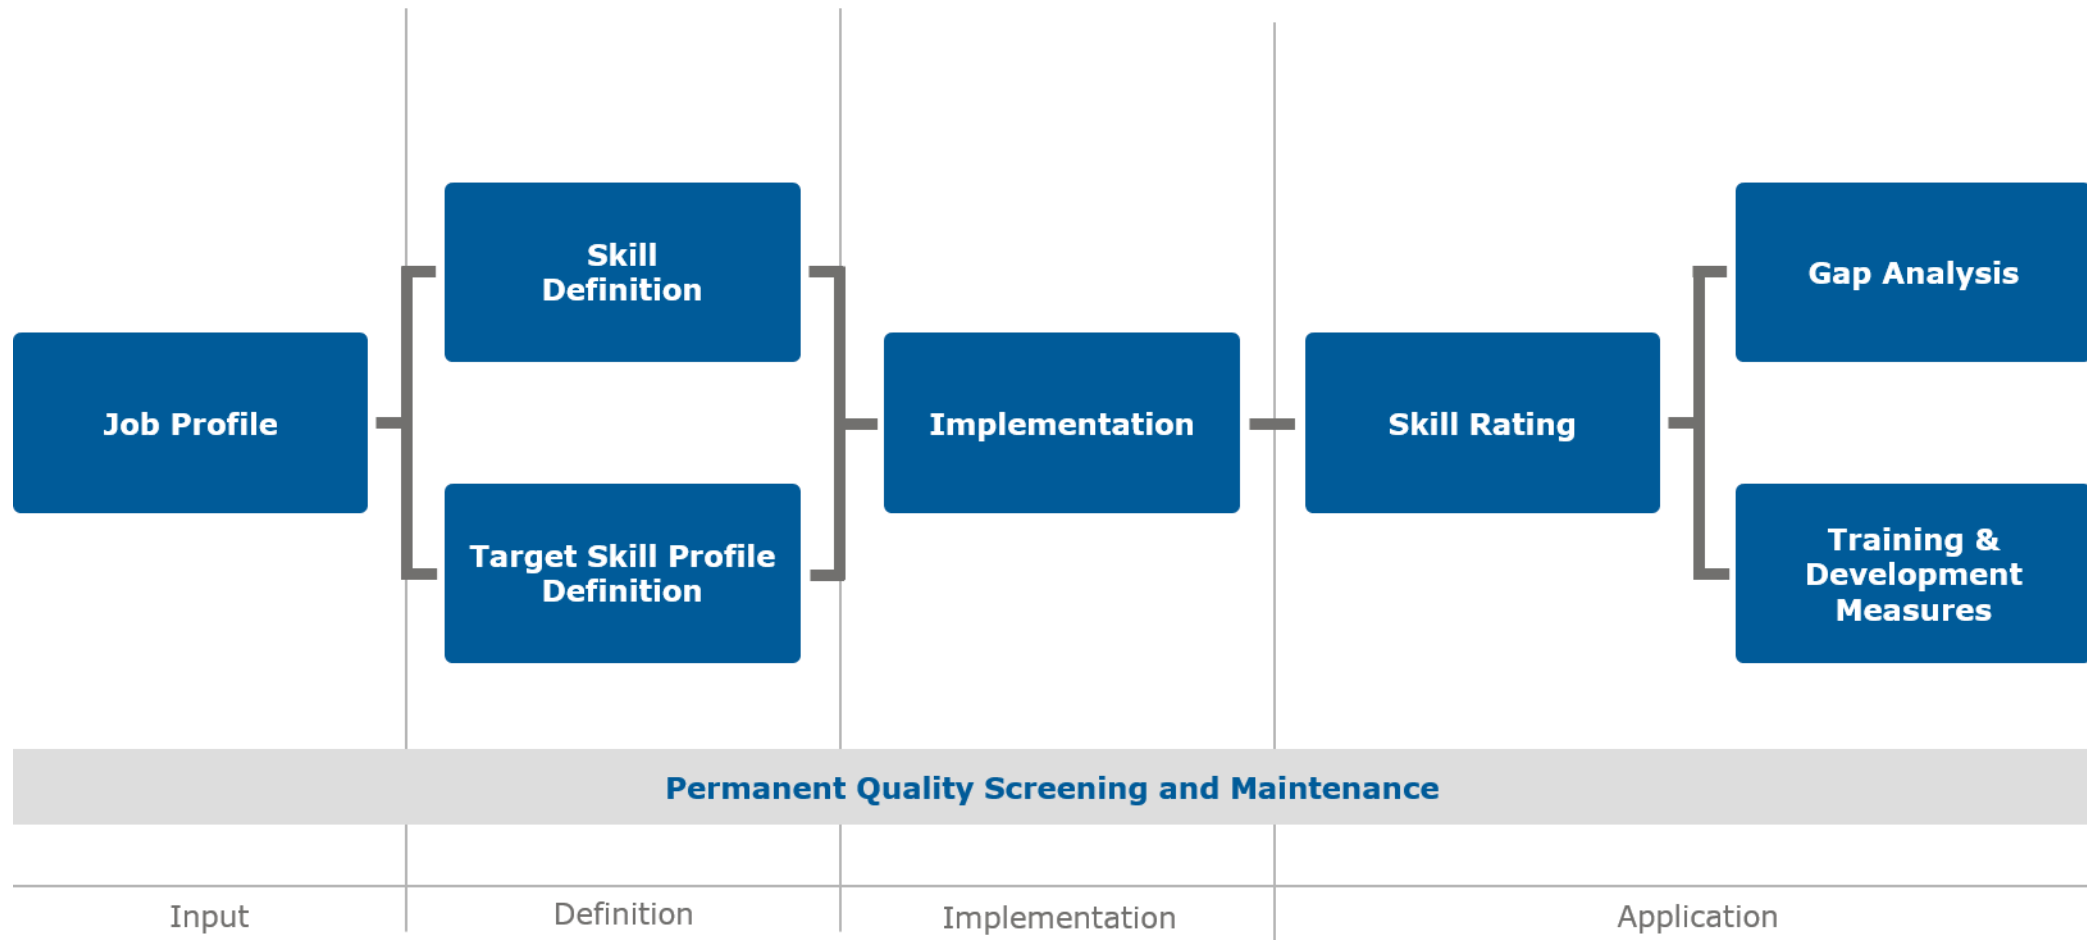 Job Profile
Skill
Definition
Target Skill Profile
Definition
Implementation
Skill Rating
Gap Analysis
Training &
Development
Measures
Permanent Quality Screening and Maintenance
Input
Definition
Implementation
Application